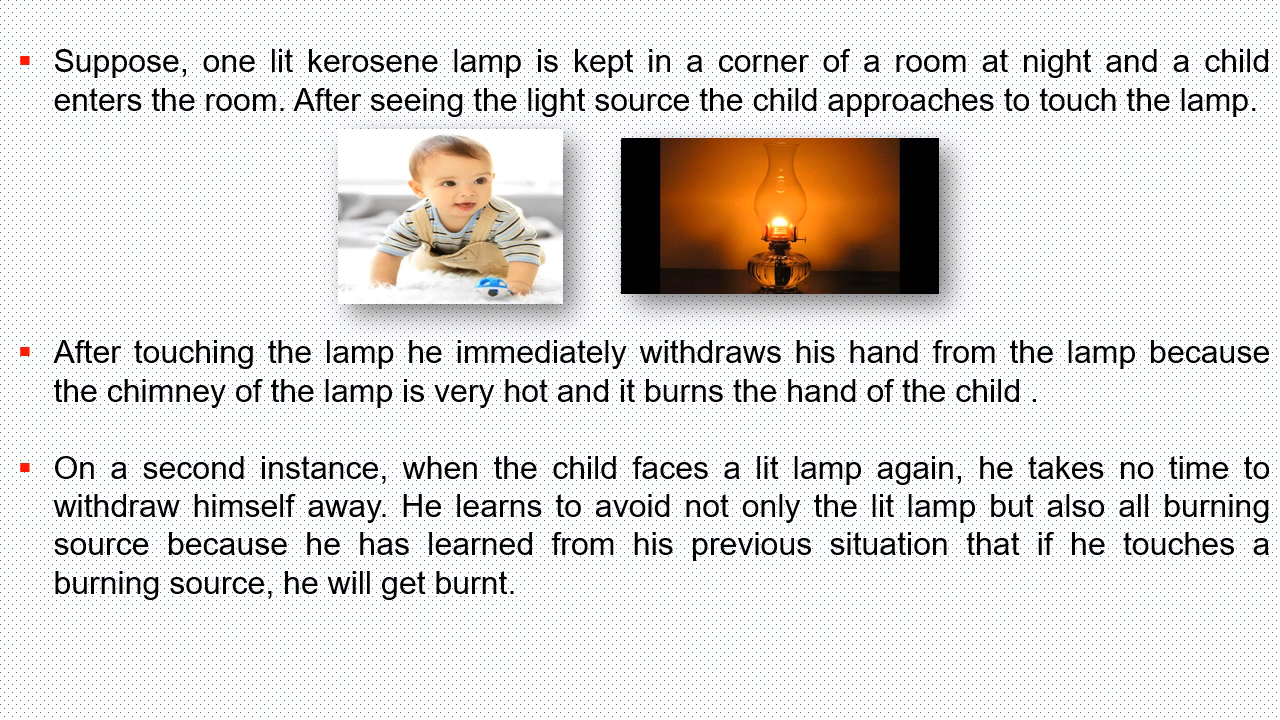 ▪ Suppose, one lit kerosene lamp is kept in a corner of a room at night and a child
enters the room. After seeing the light source the child approaches to touch the lamp.
▪ After touching the lamp he immediately withdraws his hand from the lamp because
the chimney of the lamp is very hot and it burns the hand of the child .
▪ On a second instance, when the child faces a lit lamp again, he takes no time to
withdraw himself away. He learns to avoid not only the lit lamp but also all burning
source because he has learned from his previous situation that if he touches a
burning source, he will get burnt.